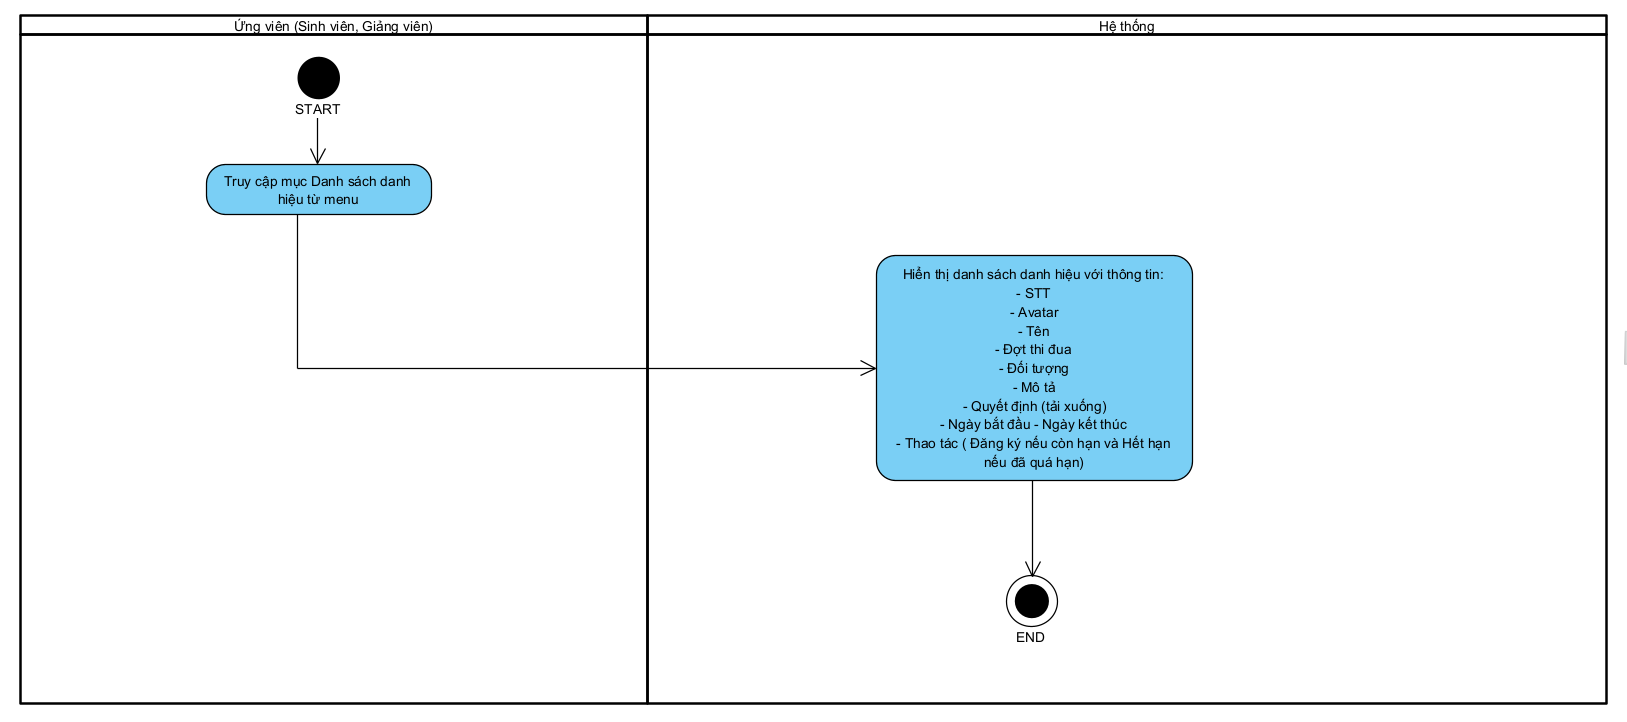 Ứng viên (Sinh viên, Giảng viên)
Hệ thống
START
Truy cập mục Danh sách danh
hiệu từ menu
Hiển thị danh sách danh hiệu với thông tin:
- STT
- Avatar
- Tên
- Đợt thi đua
- Đối tượng
- Mô tả
- Quyết định (tải xuống)
- Ngày bắt đầu - Ngày kết thúc
- Thao tác ( Đăng ký nếu còn hạn và Hết hạn
nếu đã quá hạn)
END